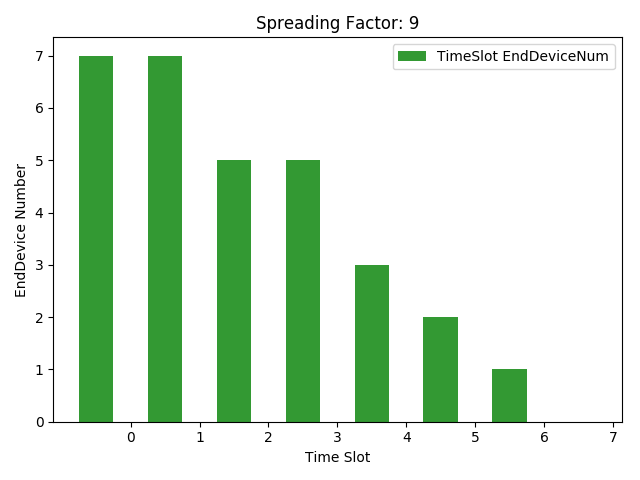 Spreading Factor: 9
TimeSlot EndDeviceNum
EndDevice Number
7
6
5
4
3
2
1
0
0 1 2 3 4 5 6 7
Time Slot